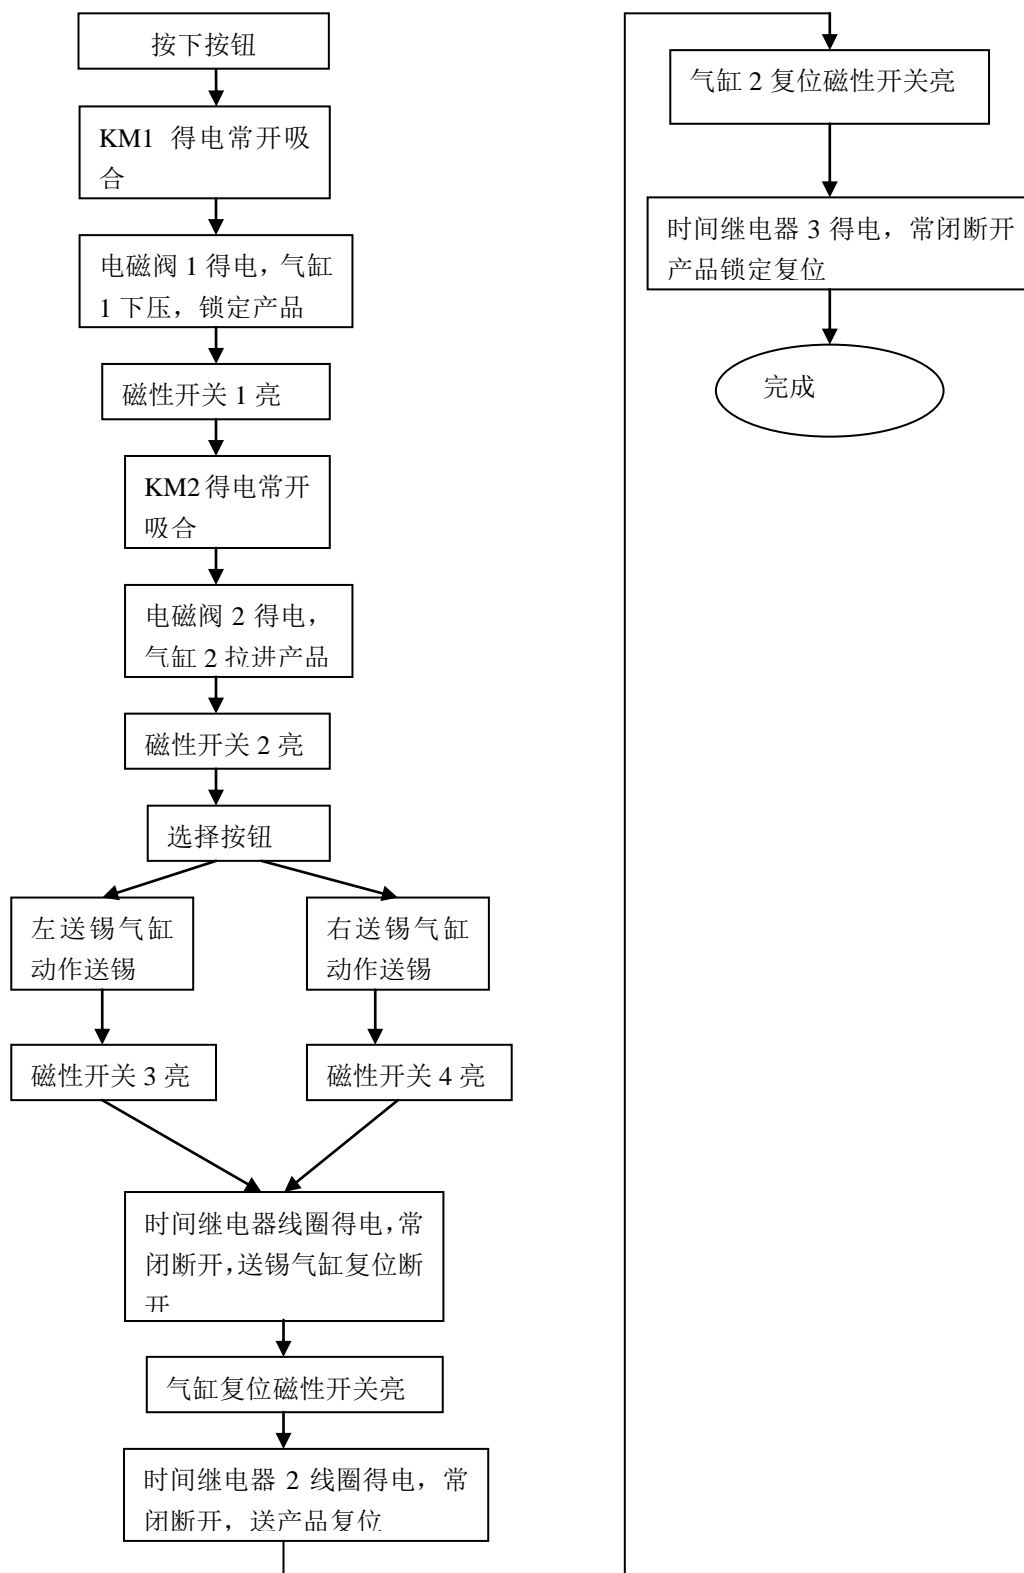 按下按钮
KM1 得电常开吸
合
电磁阀 1 得电，气缸
1 下压，锁定产品
磁性开关 1 亮
KM2 得电常开
吸合
电磁阀 2 得电，
气缸 2 拉进产品
磁性开关 2 亮
选择按钮
左送锡气缸
动作送锡
右送锡气缸
动作送锡
磁性开关 3 亮
磁性开关 4 亮
时间继电器线圈得电，常
闭断开，送锡气缸复位断
开
气缸复位磁性开关亮
时间继电器 2 线圈得电，常
闭断开，送产品复位
气缸 2 复位磁性开关亮
时间继电器 3 得电，常闭断开
产品锁定复位
完成